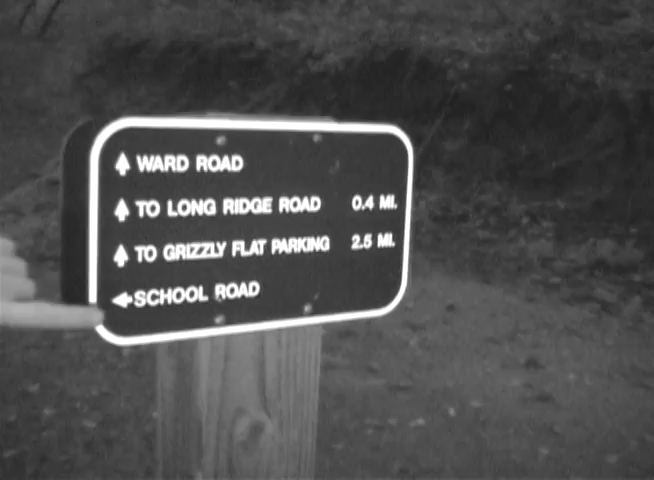 ↑ WARD ROAD
↑ TO LONG RIDGE ROAD 0.4 MI.
↑ TO GRIZZLY FLAT PARKING 2.5 MI.
← SCHOOL ROAD